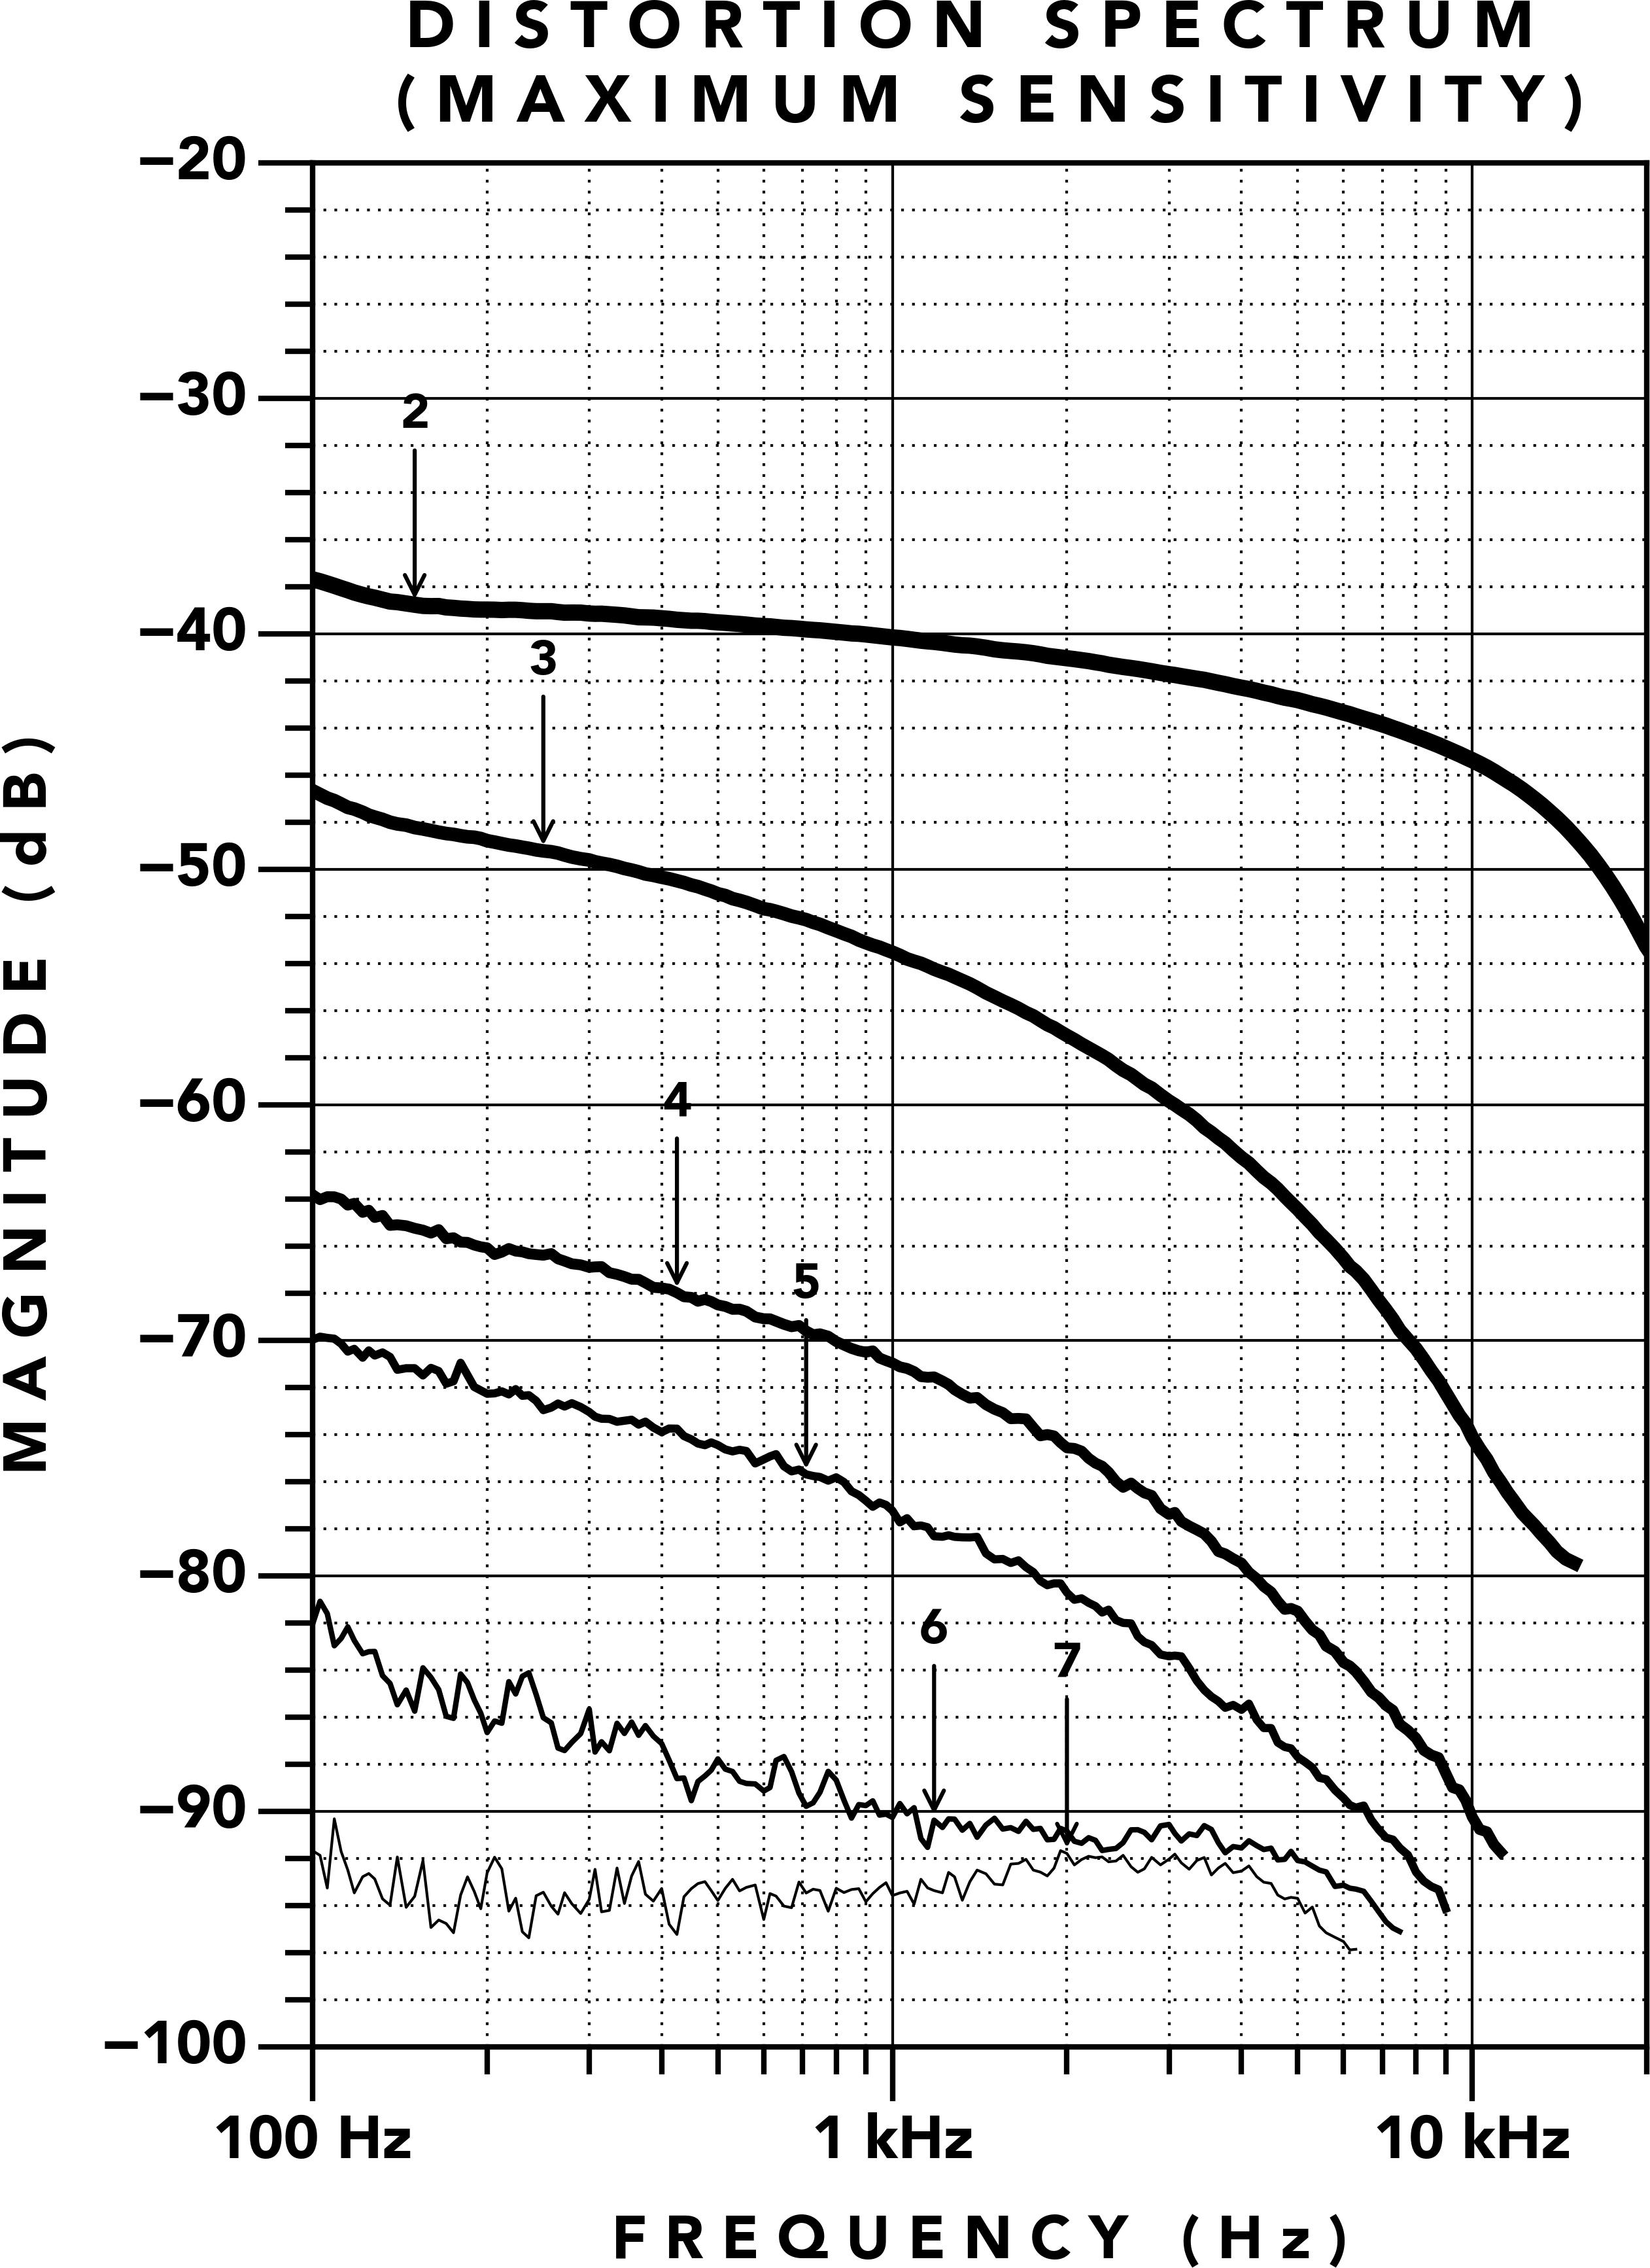 DISTORTION SPECTRUM
(MAXIMUM SENSITIVITY)
MAGNITUDE (dB)
−20
−30
−40
−50
−60
−70
−80
−90
−100
2
3
4
5
6
7
100 Hz
1 kHz
10 kHz
FREQUENCY (Hz)